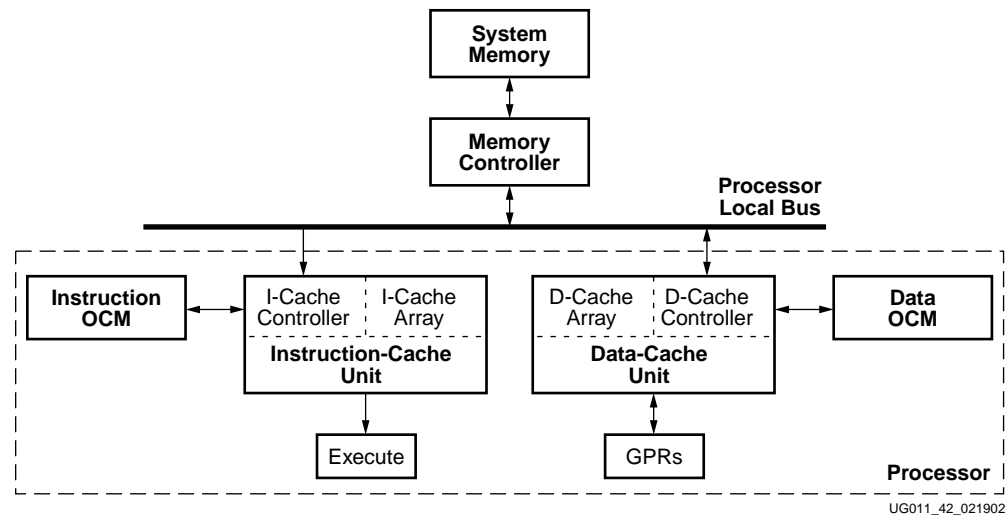 System
Memory
Memory
Controller
Processor
Local Bus
Instruction
OCM
I-Cache
Controller
I-Cache
Array
Instruction-Cache
Unit
D-Cache
Array
D-Cache
Controller
Data-Cache
Unit
Data
OCM
Execute
GPRs
Processor
UG011_42_021902